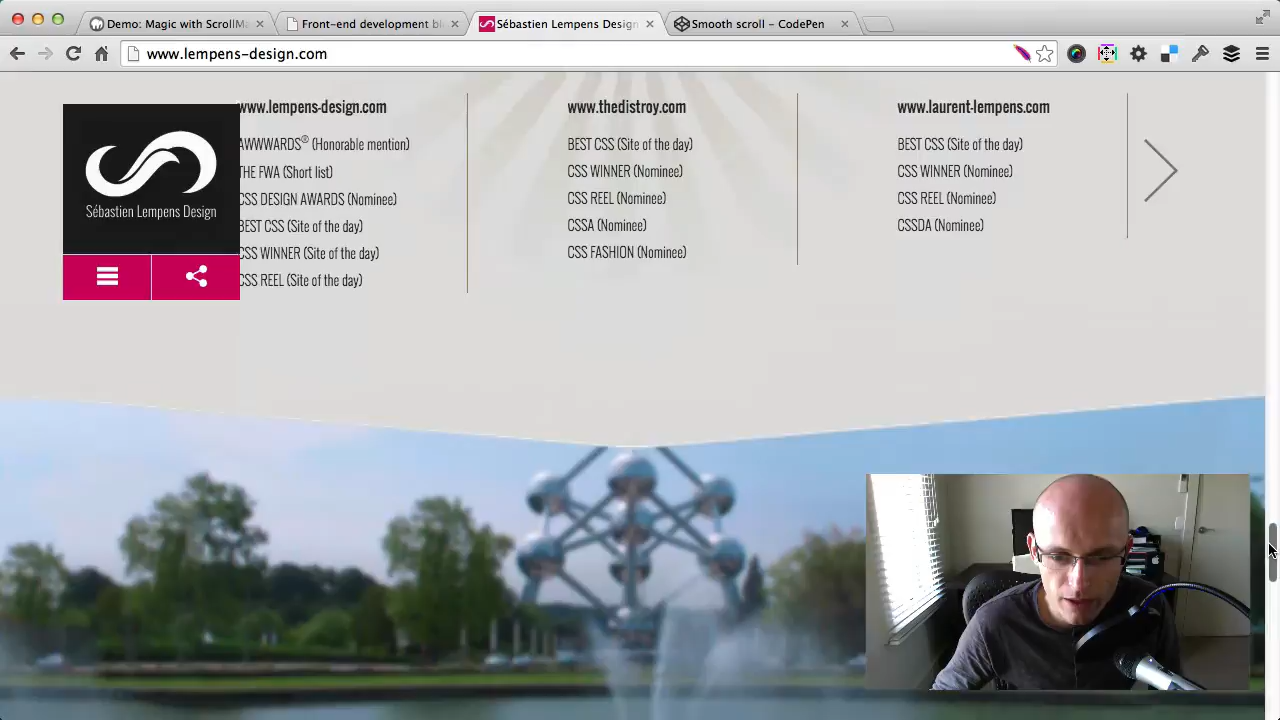 Demo: Magic with ScrollMa
Front-end development bl
Sébastien Lempens Design
Smooth scroll - CodePen
www.lempens-design.com
Sébastien Lempens Design
www.lempens-design.com
AWWWARDS® (Honorable mention)
THE FWA (Short list)
CSS DESIGN AWARDS (Nominee)
BEST CSS (Site of the day)
CSS WINNER (Site of the day)
CSS REEL (Site of the day)
www.thedistroy.com
BEST CSS (Site of the day)
CSS WINNER (Nominee)
CSS REEL (Nominee)
CSSA (Nominee)
CSS FASHION (Nominee)
www.laurent-lempens.com
BEST CSS (Site of the day)
CSS WINNER (Nominee)
CSS REEL (Nominee)
CSSDA (Nominee)